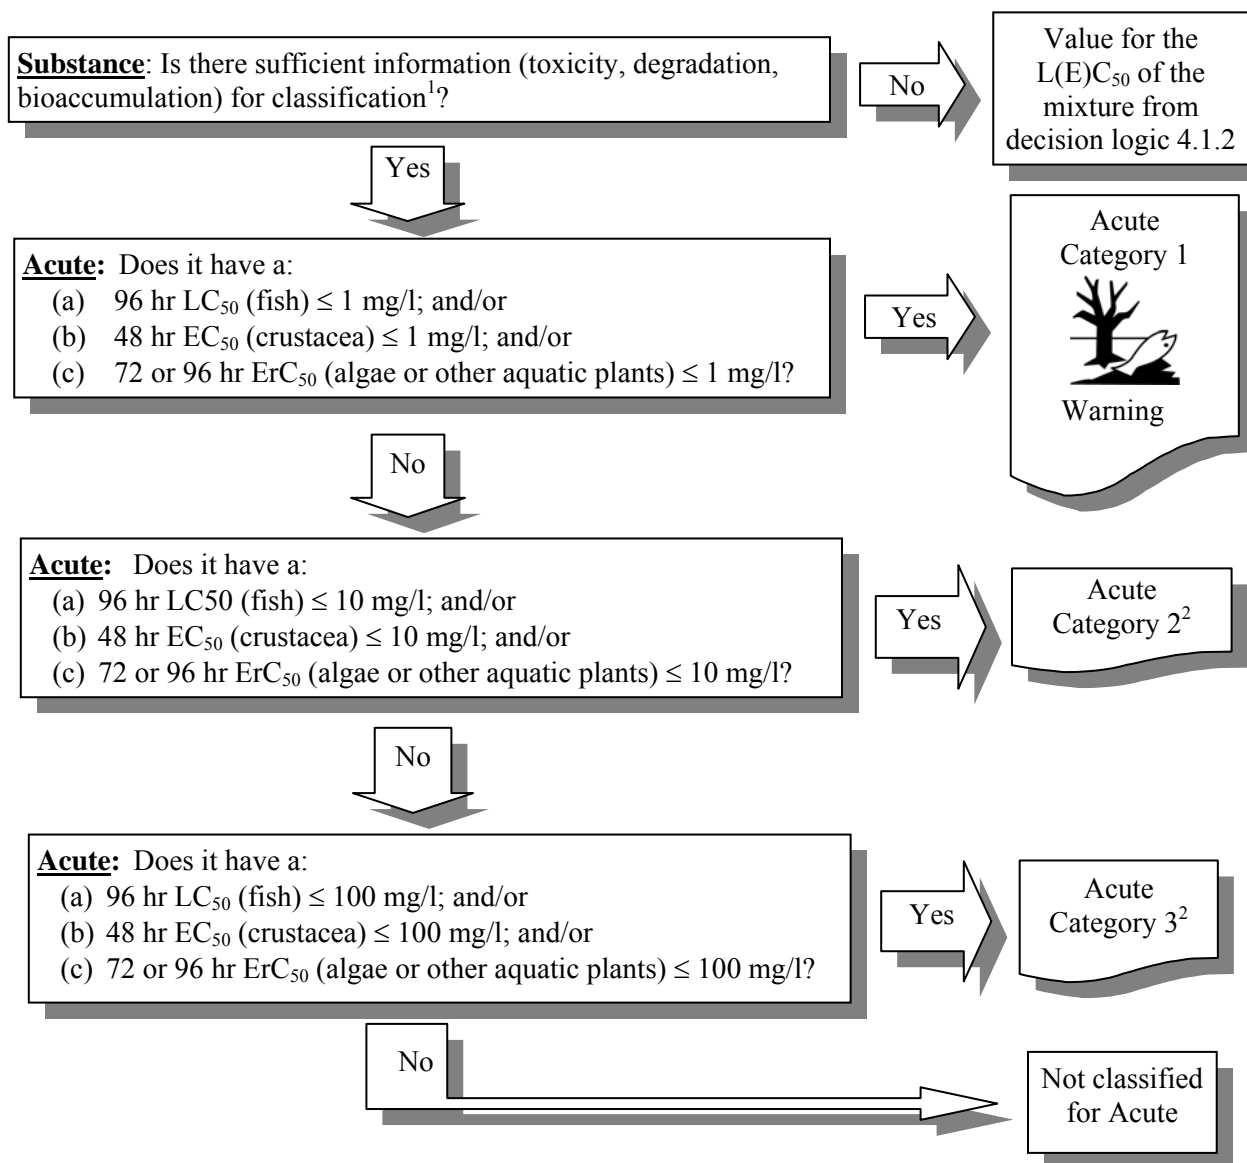 Substance: Is there sufficient information (toxicity, degradation,
bioaccumulation) for classification¹?
No
Value for the
L(E)C₅₀ of the
mixture from
decision logic 4.1.2
Yes
Acute: Does it have a:
(a) 96 hr LC₅₀ (fish) ≤ 1 mg/l; and/or
(b) 48 hr EC₅₀ (crustacea) ≤ 1 mg/l; and/or
(c) 72 or 96 hr ErC₅₀ (algae or other aquatic plants) ≤ 1 mg/l?
Yes
Acute
Category 1
Warning
No
Acute: Does it have a:
(a) 96 hr LC50 (fish) ≤ 10 mg/l; and/or
(b) 48 hr EC₅₀ (crustacea) ≤ 10 mg/l; and/or
(c) 72 or 96 hr ErC₅₀ (algae or other aquatic plants) ≤ 10 mg/l?
Yes
Acute
Category 2²
No
Acute: Does it have a:
(a) 96 hr LC₅₀ (fish) ≤ 100 mg/l; and/or
(b) 48 hr EC₅₀ (crustacea) ≤ 100 mg/l; and/or
(c) 72 or 96 hr ErC₅₀ (algae or other aquatic plants) ≤ 100 mg/l?
Yes
Acute
Category 3²
No
Not classified
for Acute